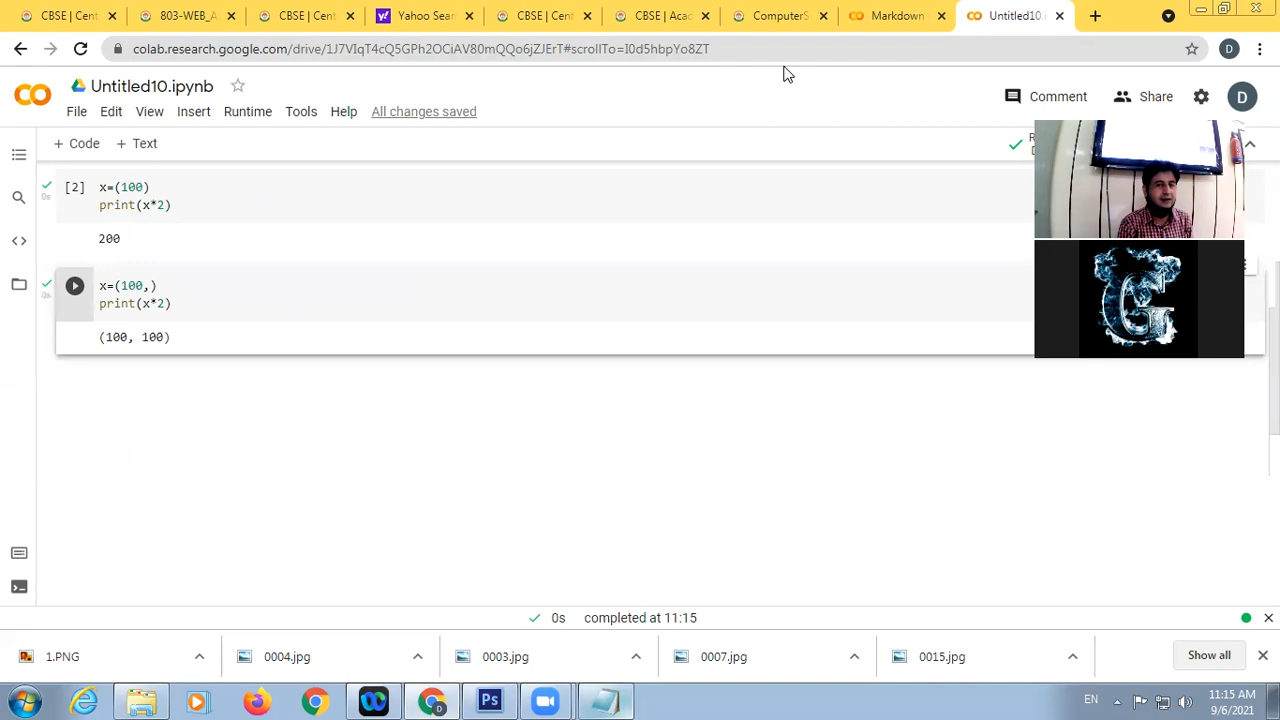 CBSE | Cent
803-WEB_A
CBSE | Cent
Yahoo Sear
CBSE | Cent
CBSE | Acad
ComputerS
Markdown
Untitled10.i
colab.research.google.com/drive/1J7VIqT4cQ5GPh2OCiAV80mQQo6jZJErT#scrollTo=I0d5hbpYo8ZT
D
Untitled10.ipynb
File Edit View Insert Runtime Tools Help All changes saved
Comment Share D
+ Code + Text
[2] x=(100)
0s
print(x*2)
200
x=(100,)
0s
print(x*2)
(100, 100)
G
0s completed at 11:15
1.PNG
0004.jpg
0003.jpg
0007.jpg
0015.jpg
Show all
D
Ps
EN
11:15 AM
9/6/2021